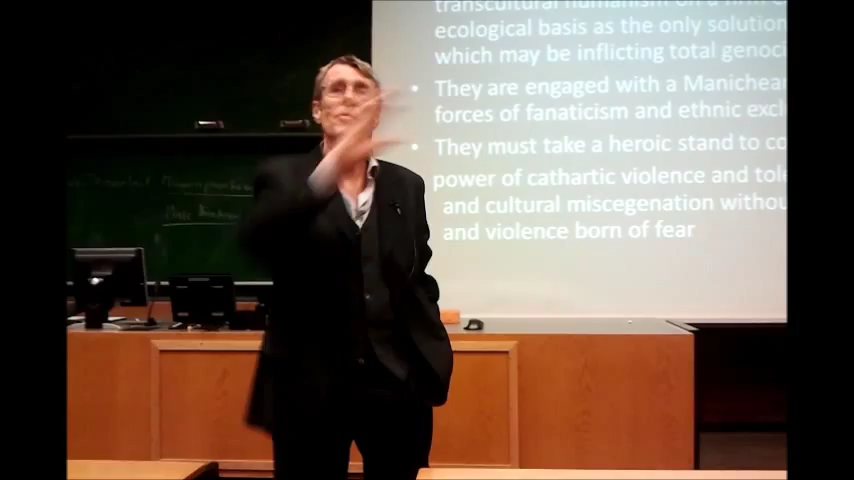 transcultural humanism on a firm
ecological basis as the only solution
which may be inflicting total genoci
• They are engaged with a Manichean
forces of fanaticism and ethnic excl
• They must take a heroic stand to co
power of cathartic violence and tole
and cultural miscegenation withou
and violence born of fear